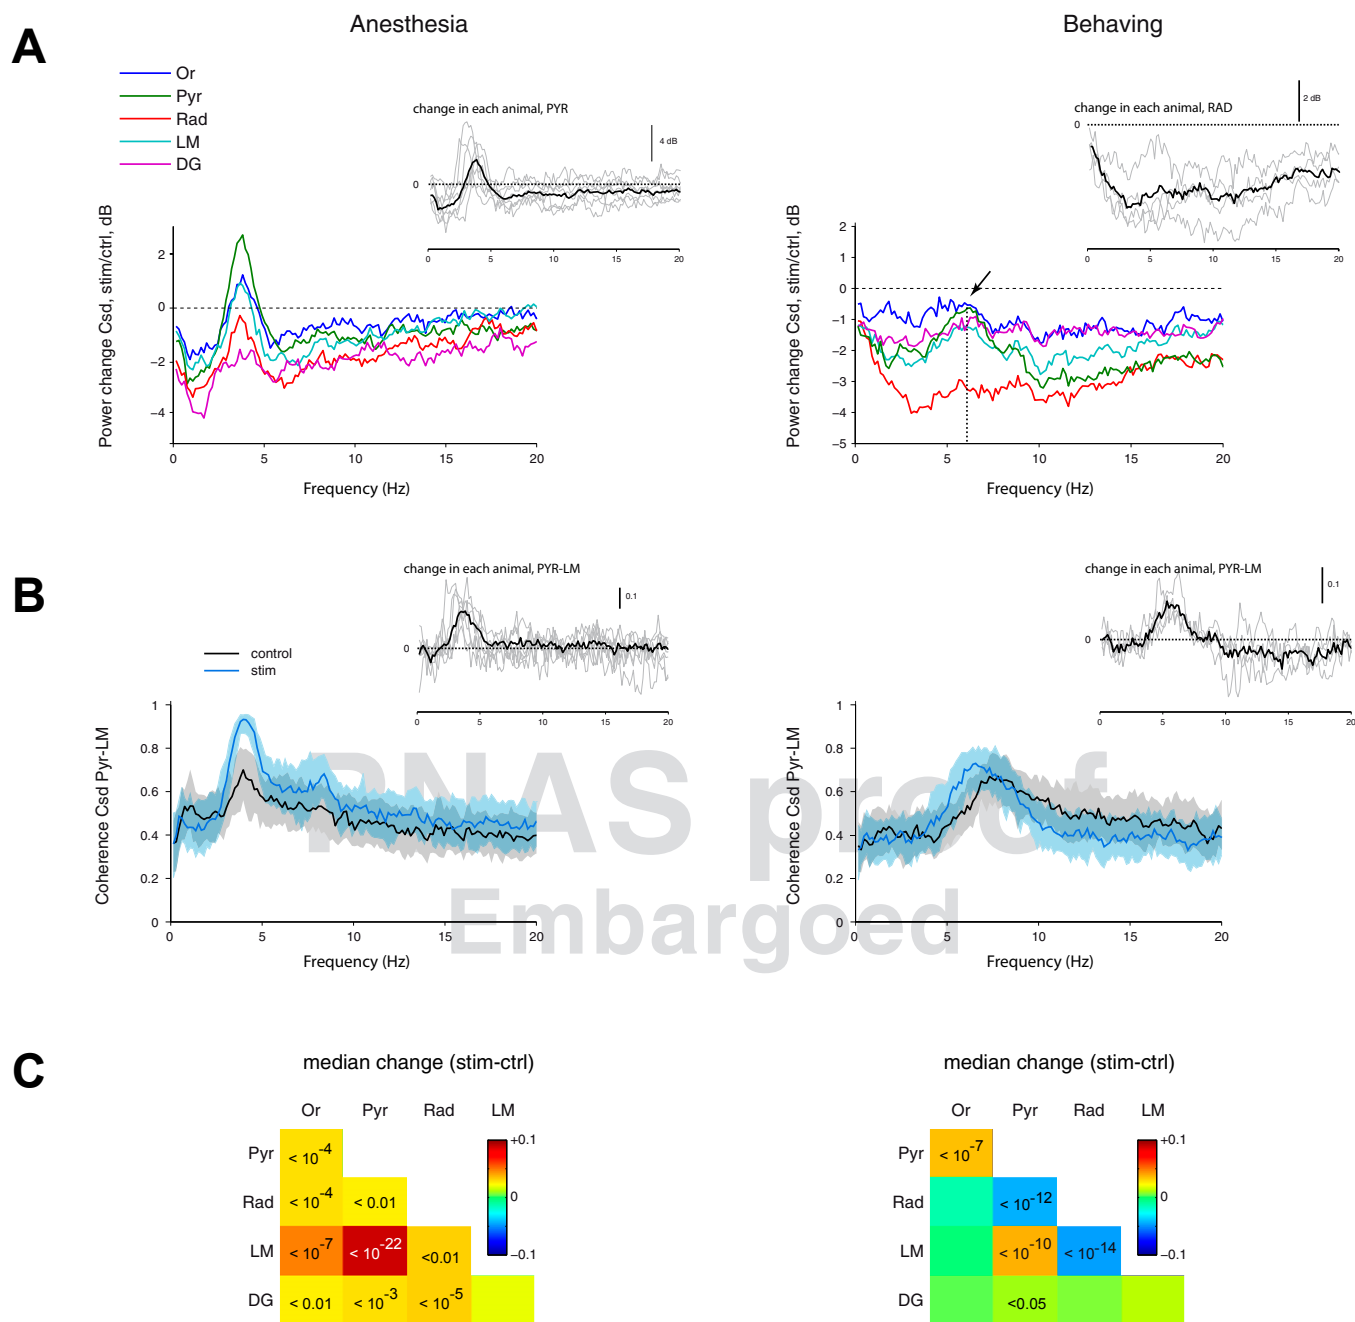 Anesthesia
Behaving
A
Or
Pyr
Rad
LM
DG
change in each animal, PYR
4 dB
0
0 5 10 15 20
change in each animal, RAD
2 dB
0
0 5 10 15 20
Power change Csd, stim/ctrl, dB
2
0
−2
−4
0 5 10 15 20
Frequency (Hz)
Power change Csd, stim/ctrl, dB
2
1
0
−1
−2
−3
−4
−5
0 5 10 15 20
Frequency (Hz)
B
change in each animal, PYR-LM
0.1
0
0 5 10 15 20
change in each animal, PYR-LM
0.1
0
0 5 10 15 20
control
stim
Coherence Csd Pyr-LM
1
0.8
0.6
0.4
0.2
0
0 5 10 15 20
Frequency (Hz)
Coherence Csd Pyr-LM
1
0.8
0.6
0.4
0.2
0
0 5 10 15 20
Frequency (Hz)
PNAS proof
Embargoed
C
median change (stim-ctrl)
Or Pyr Rad LM
Pyr < 10^-4
Rad < 10^-4 < 0.01
LM < 10^-7 < 10^-22 <0.01
DG < 0.01 < 10^-3 < 10^-5
+0.1
0
−0.1
median change (stim-ctrl)
Or Pyr Rad LM
Pyr < 10^-7
Rad < 10^-12
LM < 10^-10 < 10^-14
DG <0.05
+0.1
0
−0.1